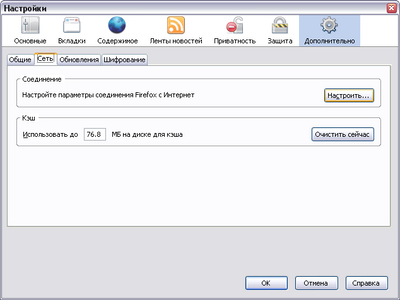 Настройки
Основные Вкладки Содержимое Ленты новостей Приватность Защита Дополнительно
Общие Сеть Обновления Шифрование
Соединение
Настройте параметры соединения Firefox с Интернет Настроить...
Кэш
Использовать до 76.8 МБ на диске для кэша Очистить сейчас
ОК Отмена Справка